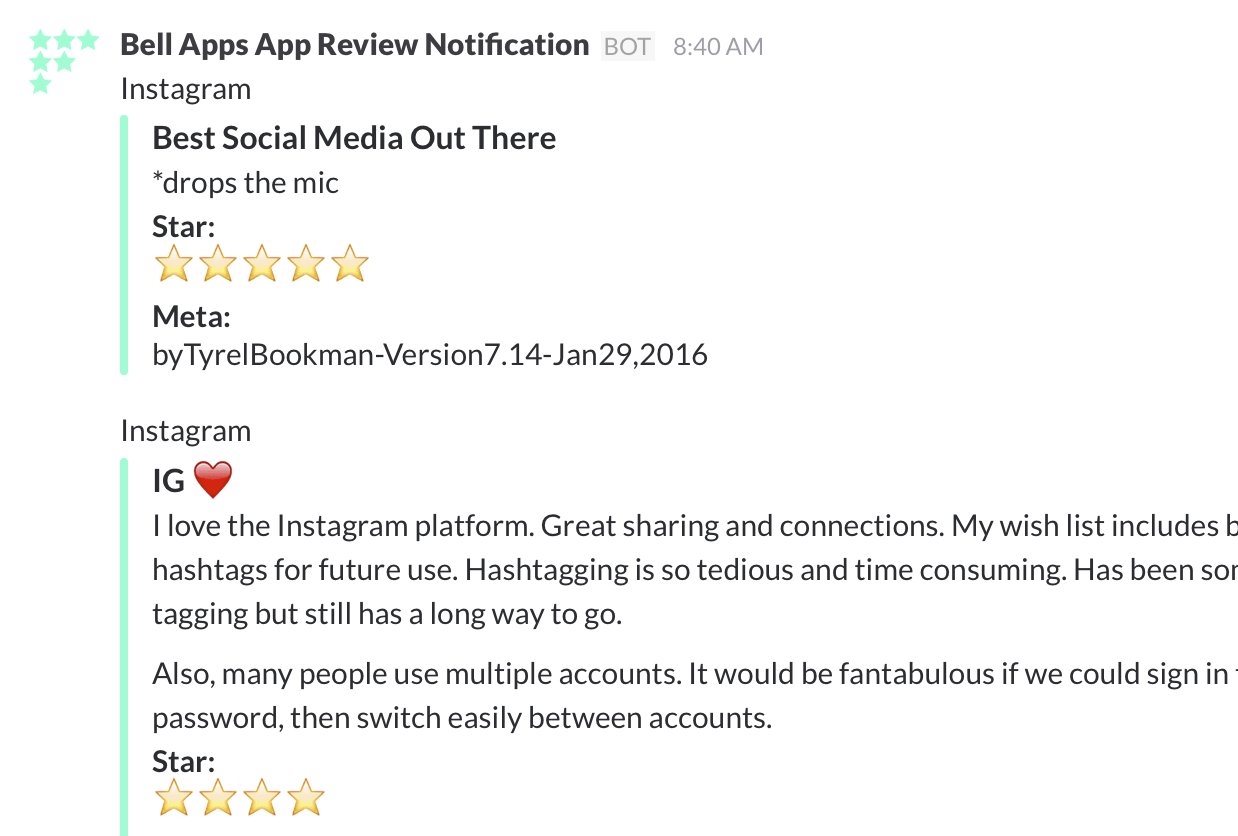 Bell Apps App Review Notification BOT 8:40 AM
Instagram
Best Social Media Out There
*drops the mic
Star:
Meta:
byTyrelBookman-Version7.14-Jan29,2016
Instagram
IG
I love the Instagram platform. Great sharing and connections. My wish list includes
hashtags for future use. Hashtagging is so tedious and time consuming. Has been
tagging but still has a long way to go.
Also, many people use multiple accounts. It would be fantabulous if we could sign in
password, then switch easily between accounts.
Star: